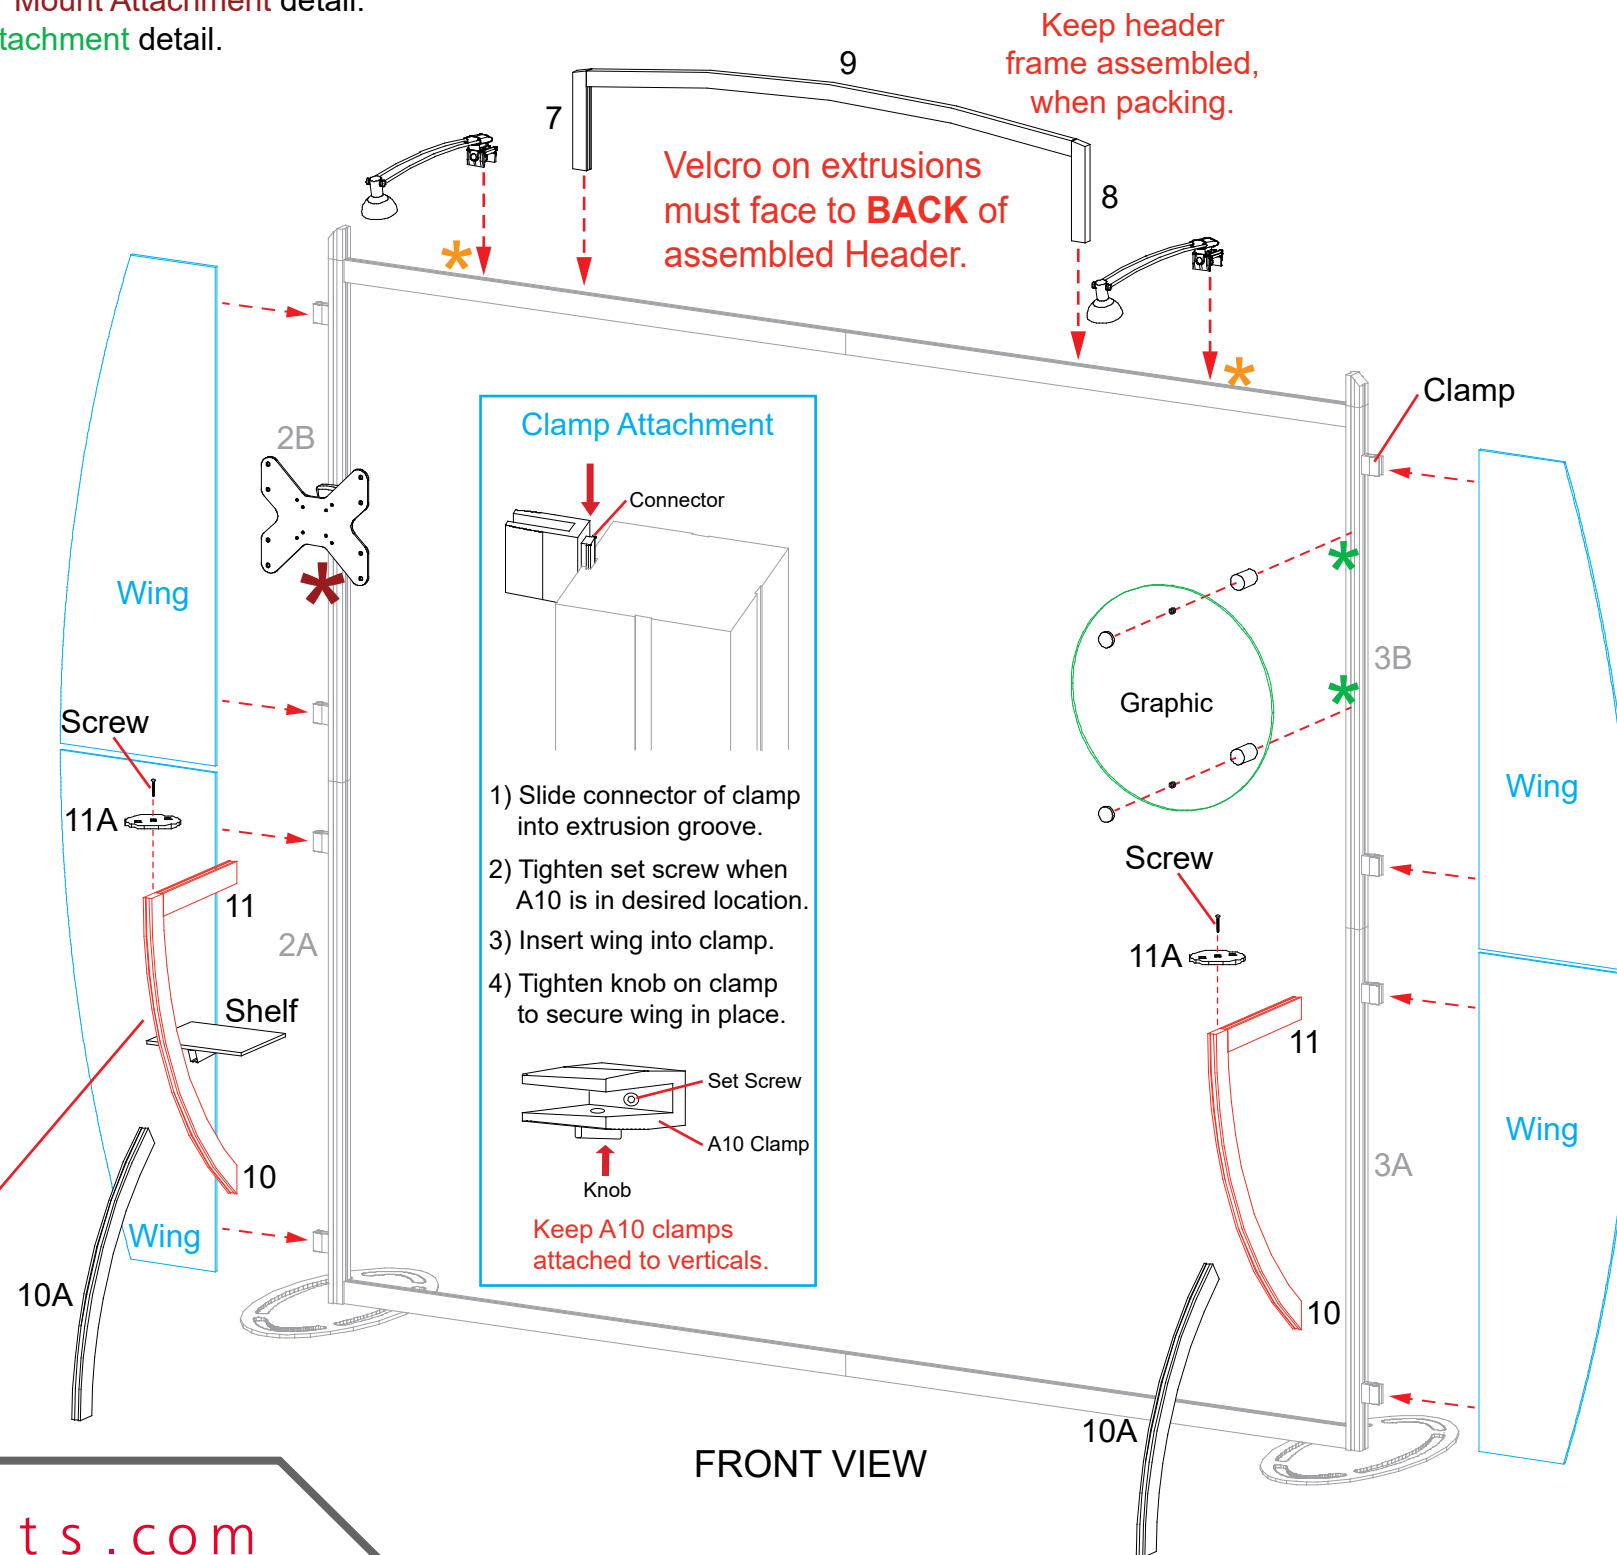 Mount Attachment detail.
tachment detail.
Keep header
frame assembled,
when packing.
9
7
8
Velcro on extrusions
must face to BACK of
assembled Header.
*
*
Clamp
2B
Clamp Attachment
Connector
*
*
Wing
3B
*
Graphic
Screw
Wing
11A
1) Slide connector of clamp
into extrusion groove.
2) Tighten set screw when
A10 is in desired location.
3) Insert wing into clamp.
4) Tighten knob on clamp
to secure wing in place.
Screw
11
2A
11A
Shelf
11
Set Screw
A10 Clamp
Knob
Wing
3A
10
Keep A10 clamps
attached to verticals.
Wing
10A
10
10A
FRONT VIEW
ts.com